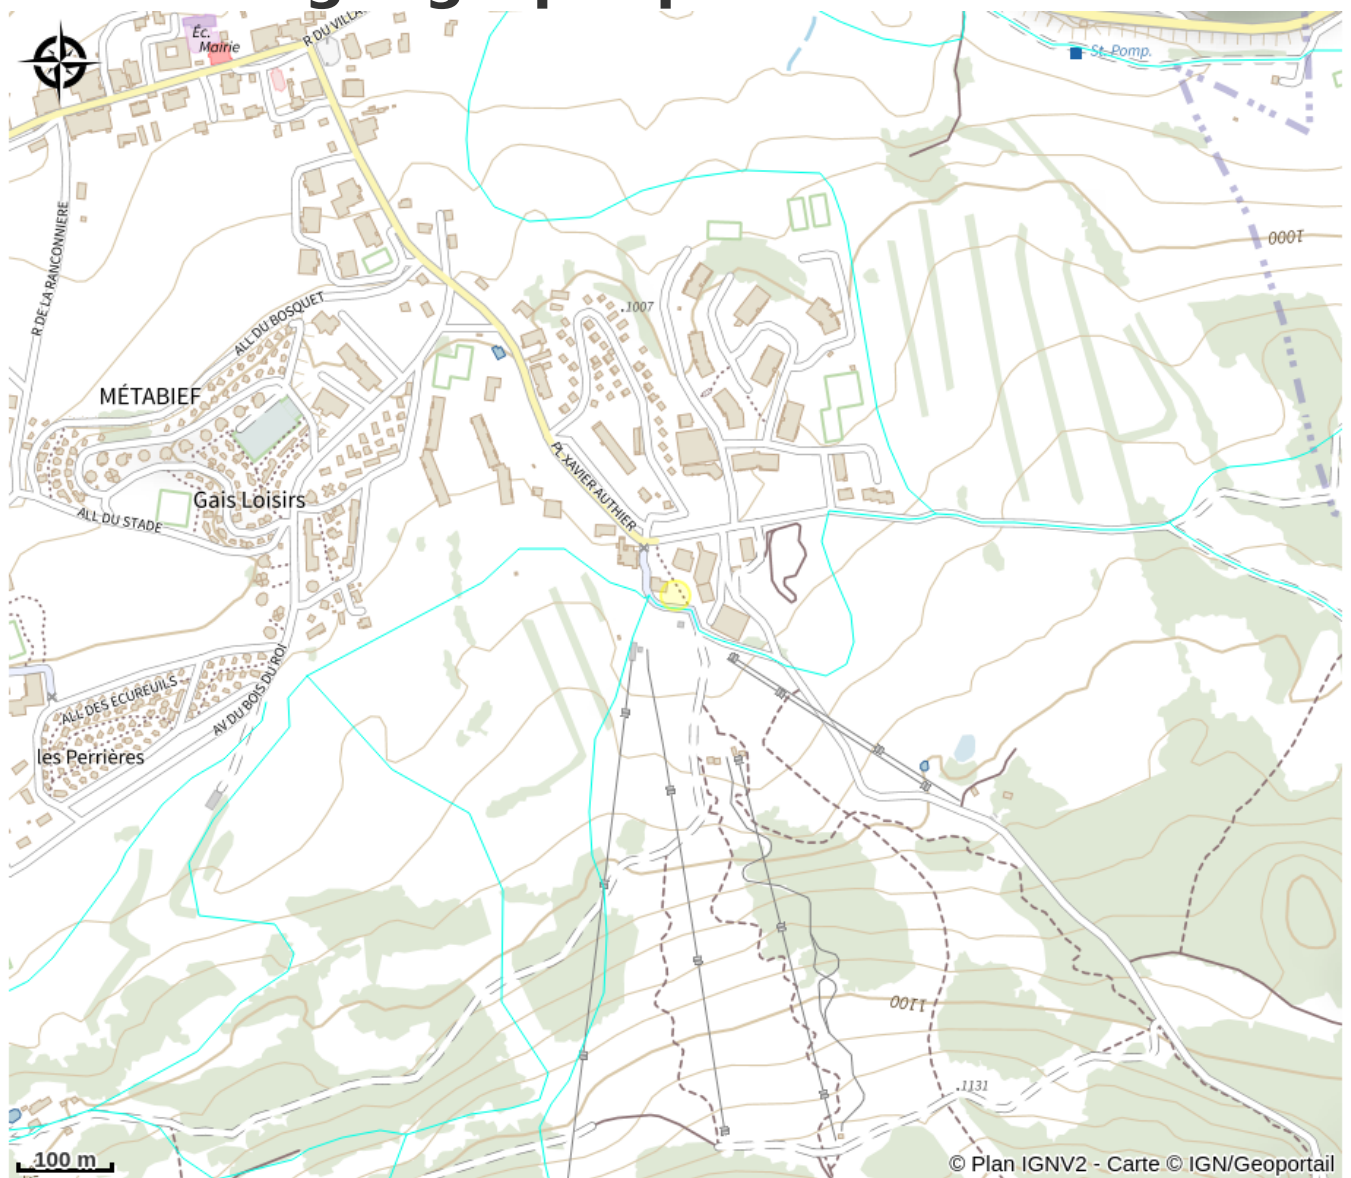 Éc.
Mairie
R DU VILLA
St. Pomp.
R DE LA RANCONNIERE
1000
ALL DU BOSQUET
.1007
MÉTABIEF
PL XAVIER AUTHIER
Gais Loisirs
ALL DU STADE
ALL DES ECUREUILS
AV DU BOIS DU ROI
les Perrières
1100
.1131
100 m
© Plan IGNV2 - Carte © IGN/Geoportail